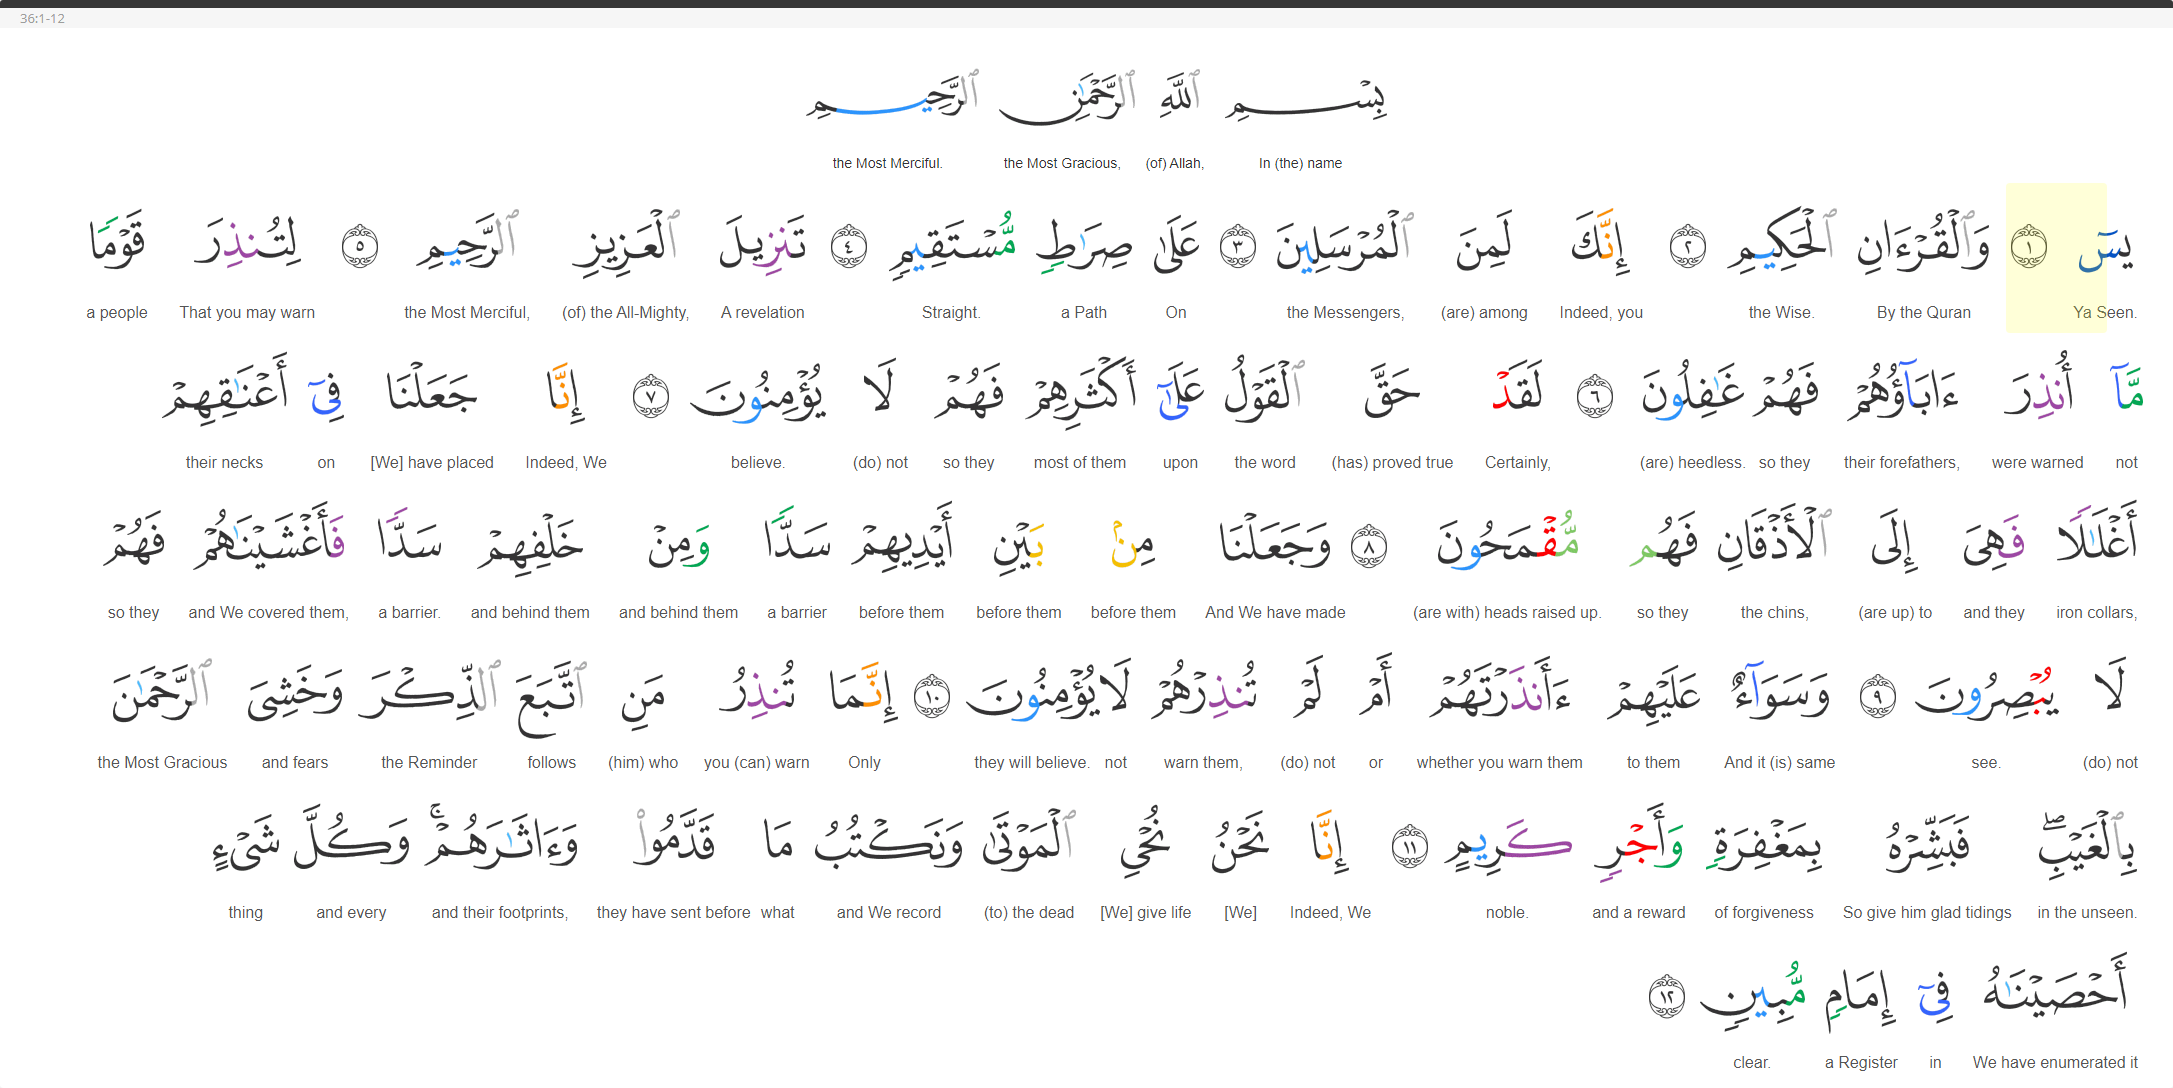 36:1-12
بِسْمِ ٱللَّهِ ٱلرَّحْمَٰنِ ٱلرَّحِيمِ
In (the) name (of) Allah, the Most Gracious, the Most Merciful.
يسٓ ١ وَٱلْقُرْءَانِ ٱلْحَكِيمِ ٢ إِنَّكَ لَمِنَ ٱلْمُرْسَلِينَ ٣ عَلَىٰ صِرَٰطٍ مُّسْتَقِيمٍ ٤ تَنزِيلَ ٱلْعَزِيزِ ٱلرَّحِيمِ ٥ لِتُنذِرَ قَوْمًا
Ya Seen. By the Quran the Wise. Indeed, you (are) among the Messengers, On a Path Straight. A revelation (of) the All-Mighty, the Most Merciful, That you may warn a people
مَّآ أُنذِرَ ءَابَآؤُهُمْ فَهُمْ غَٰفِلُونَ ٦ لَقَدْ حَقَّ ٱلْقَوْلُ عَلَىٰٓ أَكْثَرِهِمْ فَهُمْ لَا يُؤْمِنُونَ ٧ إِنَّا جَعَلْنَا فِىٓ أَعْنَٰقِهِمْ
not were warned their forefathers, so they (are) heedless. Certainly, (has) proved true the word upon most of them so they (do) not believe. Indeed, We [We] have placed on their necks
أَغْلَٰلًا فَهِىَ إِلَى ٱلْأَذْقَانِ فَهُم مُّقْمَحُونَ ٨ وَجَعَلْنَا مِنۢ بَيْنِ أَيْدِيهِمْ سَدًّا وَمِنْ خَلْفِهِمْ سَدًّا فَأَغْشَيْنَٰهُمْ فَهُمْ
iron collars, and they (are up) to the chins, so they (are with) heads raised up. And We have made before them before them before them a barrier and behind them and behind them a barrier. and We covered them, so they
لَا يُبْصِرُونَ ٩ وَسَوَآءٌ عَلَيْهِمْ ءَأَنذَرْتَهُمْ أَمْ لَمْ تُنذِرْهُمْ لَا يُؤْمِنُونَ ١٠ إِنَّمَا تُنذِرُ مَنِ ٱتَّبَعَ ٱلذِّكْرَ وَخَشِىَ ٱلرَّحْمَٰنَ
(do) not see. And it (is) same to them whether you warn them or (do) not warn them, not they will believe. Only you (can) warn (him) who follows the Reminder and fears the Most Gracious
بِٱلْغَيْبِۖ فَبَشِّرْهُ بِمَغْفِرَةٍ وَأَجْرٍ كَرِيمٍ ١١ إِنَّا نَحْنُ نُحْىِ ٱلْمَوْتَىٰ وَنَكْتُبُ مَا قَدَّمُوا۟ وَءَاثَٰرَهُمْۚ وَكُلَّ شَىْءٍ
in the unseen. So give him glad tidings of forgiveness and a reward noble. Indeed, We [We] [We] give life (to) the dead and We record what they have sent before and their footprints, and every thing
أَحْصَيْنَٰهُ فِىٓ إِمَامٍ مُّبِينٍ ١٢
We have enumerated it in a Register clear.